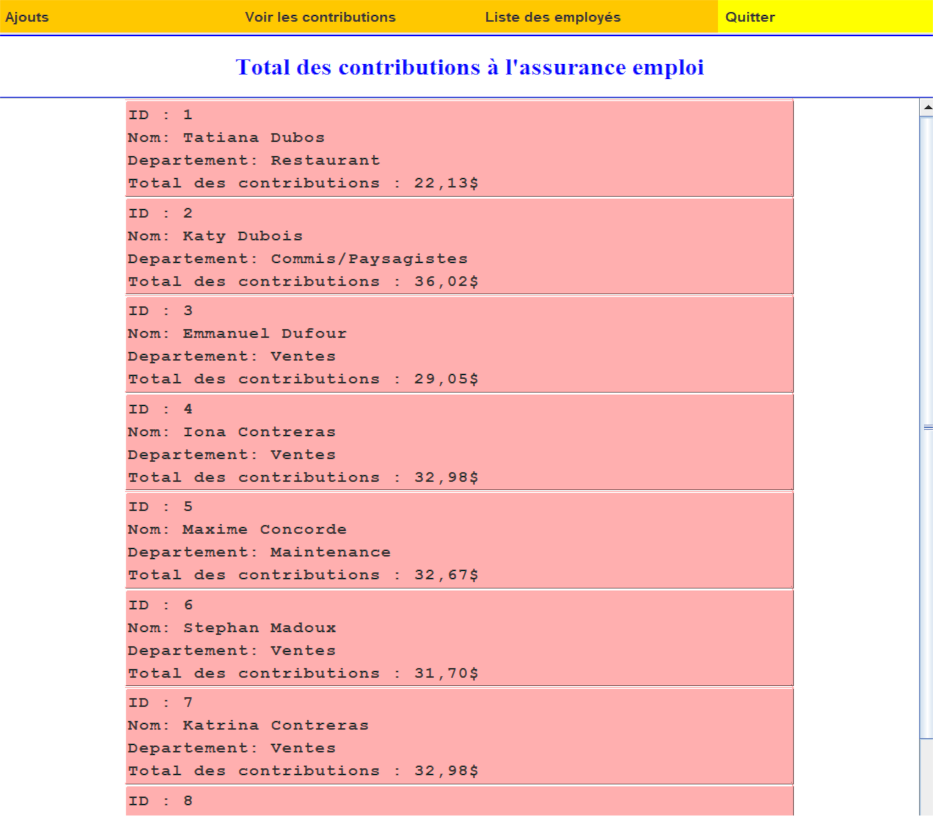 Ajouts Voir les contributions Liste des employés Quitter
Total des contributions à l'assurance emploi
ID : 1
Nom: Tatiana Dubos
Departement: Restaurant
Total des contributions : 22,13$
ID : 2
Nom: Katy Dubois
Departement: Commis/Paysagistes
Total des contributions : 36,02$
ID : 3
Nom: Emmanuel Dufour
Departement: Ventes
Total des contributions : 29,05$
ID : 4
Nom: Iona Contreras
Departement: Ventes
Total des contributions : 32,98$
ID : 5
Nom: Maxime Concorde
Departement: Maintenance
Total des contributions : 32,67$
ID : 6
Nom: Stephan Madoux
Departement: Ventes
Total des contributions : 31,70$
ID : 7
Nom: Katrina Contreras
Departement: Ventes
Total des contributions : 32,98$
ID : 8